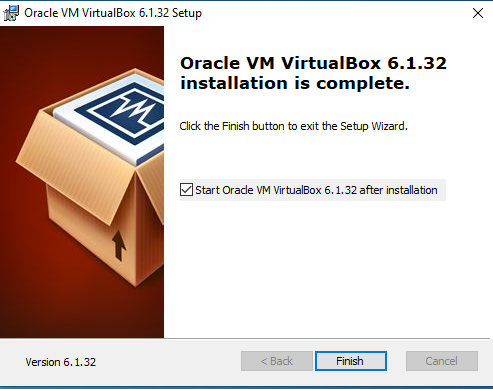 Oracle VM VirtualBox 6.1.32 Setup
VM
Oracle VM VirtualBox 6.1.32
installation is complete.
Click the Finish button to exit the Setup Wizard.
Start Oracle VM VirtualBox 6.1.32 after installation
Version 6.1.32
< Back
Finish
Cancel